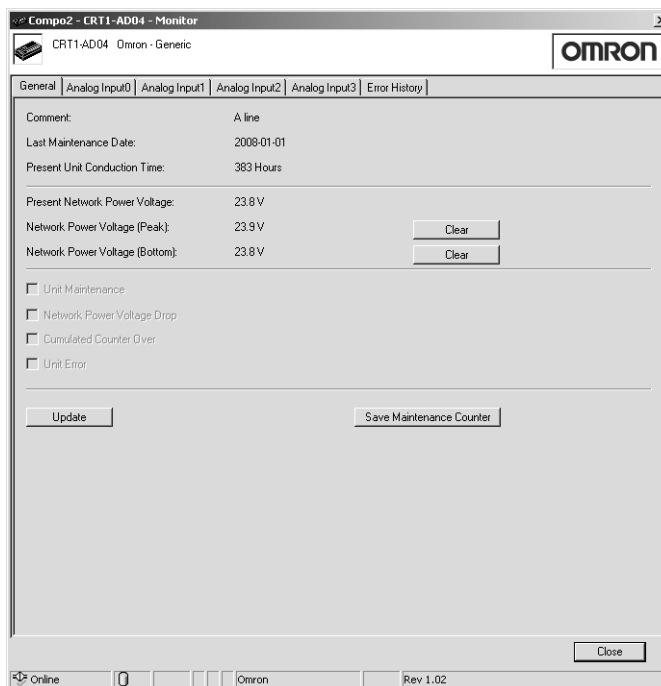 Compo2 - CRT1-AD04 - Monitor
CRT1-AD04 Omron - Generic
OMRON
General Analog Input0 Analog Input1 Analog Input2 Analog Input3 Error History
Comment: A line
Last Maintenance Date: 2008-01-01
Present Unit Conduction Time: 383 Hours
Present Network Power Voltage: 23.8 V
Network Power Voltage (Peak): 23.9 V Clear
Network Power Voltage (Bottom): 23.8 V Clear
Unit Maintenance
Network Power Voltage Drop
Cumulated Counter Over
Unit Error
Update Save Maintenance Counter
Close
Online Omron Rev 1.02